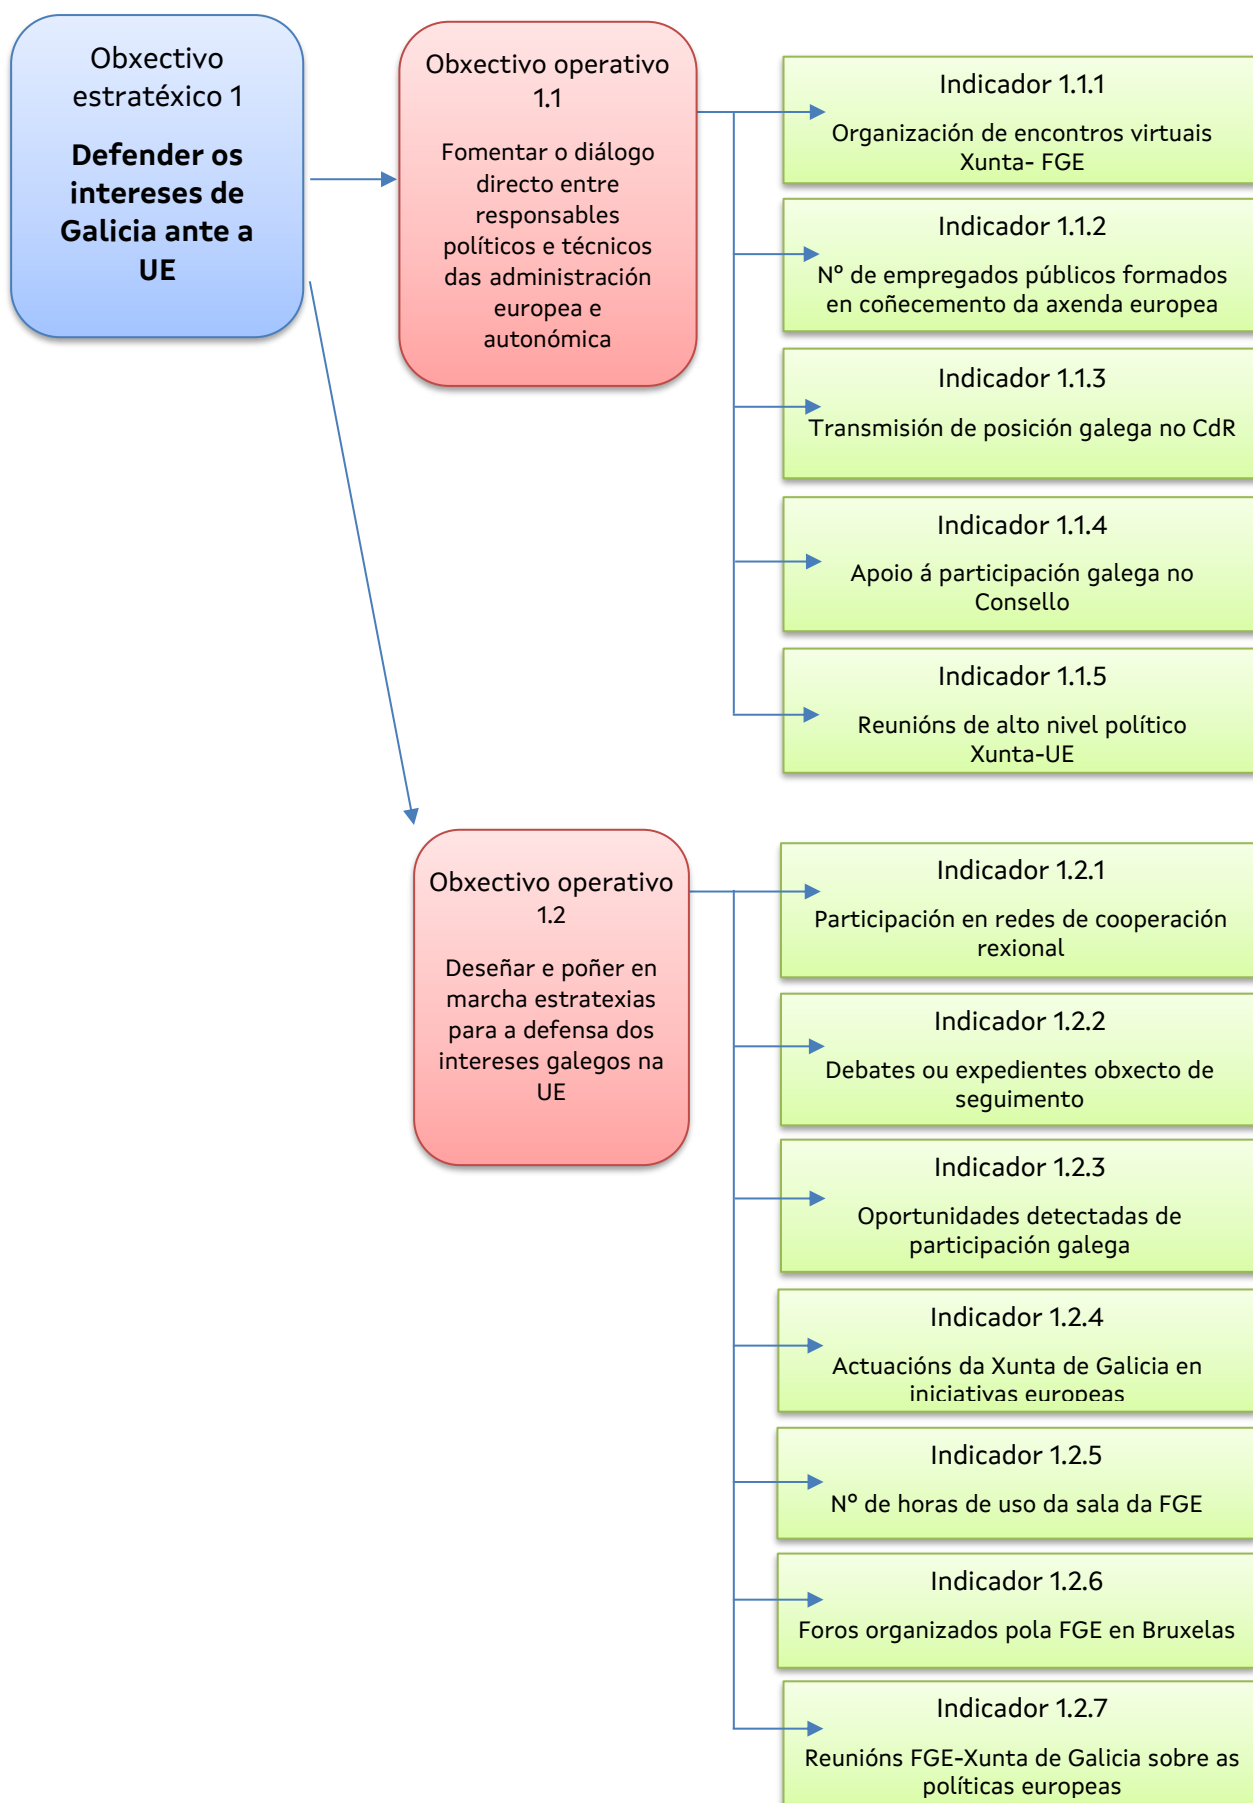 Obxectivo
estratéxico 1
Defender os
intereses de
Galicia ante a
UE
Obxectivo operativo
1.1
Fomentar o diálogo
directo entre
responsables
políticos e técnicos
das administración
europea e
autonómica
Indicador 1.1.1
Organización de encontros virtuais
Xunta- FGE
Indicador 1.1.2
Nº de empregados públicos formados
en coñecemento da axenda europea
Indicador 1.1.3
Transmisión de posición galega no CdR
Indicador 1.1.4
Apoio á participación galega no
Consello
Indicador 1.1.5
Reunións de alto nivel político
Xunta-UE
Obxectivo operativo
1.2
Deseñar e poñer en
marcha estratexias
para a defensa dos
intereses galegos na
UE
Indicador 1.2.1
Participación en redes de cooperación
rexional
Indicador 1.2.2
Debates ou expedientes obxecto de
seguimento
Indicador 1.2.3
Oportunidades detectadas de
participación galega
Indicador 1.2.4
Actuacións da Xunta de Galicia en
iniciativas europeas
Indicador 1.2.5
Nº de horas de uso da sala da FGE
Indicador 1.2.6
Foros organizados pola FGE en Bruxelas
Indicador 1.2.7
Reunións FGE-Xunta de Galicia sobre as
políticas europeas